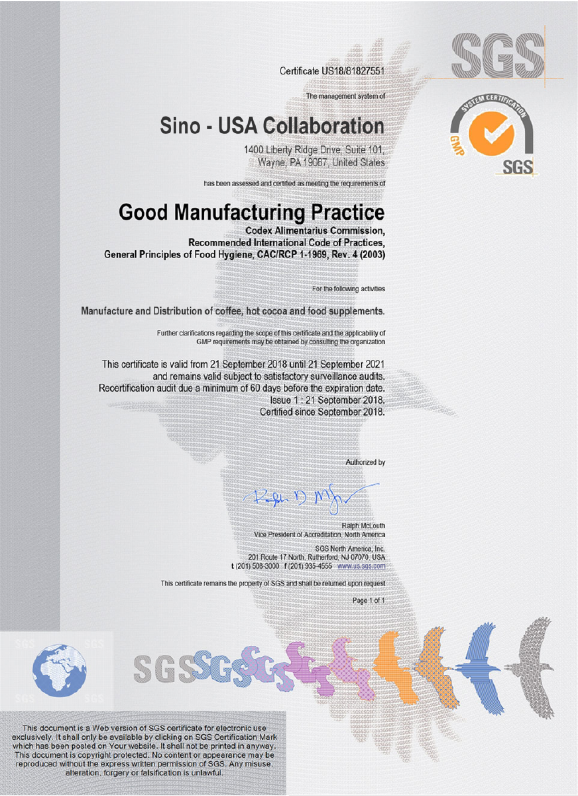 SGS
Certificate US18/81827551
The management system of
SYSTEM CERTIFICATION
GMP
SGS
Sino - USA Collaboration
1400 Liberty Ridge Drive, Suite 101,
Wayne, PA 19087, United States
has been assessed and certified as meeting the requirements of
Good Manufacturing Practice
Codex Alimentarius Commission,
Recommended International Code of Practices,
General Principles of Food Hygiene, CAC/RCP 1-1969, Rev. 4 (2003)
For the following activities
Manufacture and Distribution of coffee, hot cocoa and food supplements.
Further clarifications regarding the scope of this certificate and the applicability of
GMP requirements may be obtained by consulting the organization
This certificate is valid from 21 September 2018 until 21 September 2021
and remains valid subject to satisfactory surveillance audits.
Recertification audit due a minimum of 60 days before the expiration date.
Issue 1 : 21 September 2018.
Certified since September 2018.
Authorized by
Ralph McLouth
Vice President of Accreditation, North America
SGS North America, Inc.
201 Route 17 North, Rutherford, NJ 07070, USA
t (201) 508-3000 f (201) 935-4555 www.us.sgs.com
This certificate remains the property of SGS and shall be returned upon request
Page 1 of 1
SGS SGS
SGS SGS
SGS SGS SGS
This document is a Web version of SGS certificate for electronic use
exclusively. It shall only be available by clicking on SGS Certification Mark
which has been posted on Your website. It shall not be printed in anyway.
This document is copyright protected. No content or appearance may be
reproduced without the express written permission of SGS. Any misuse,
alteration, forgery or falsification is unlawful.